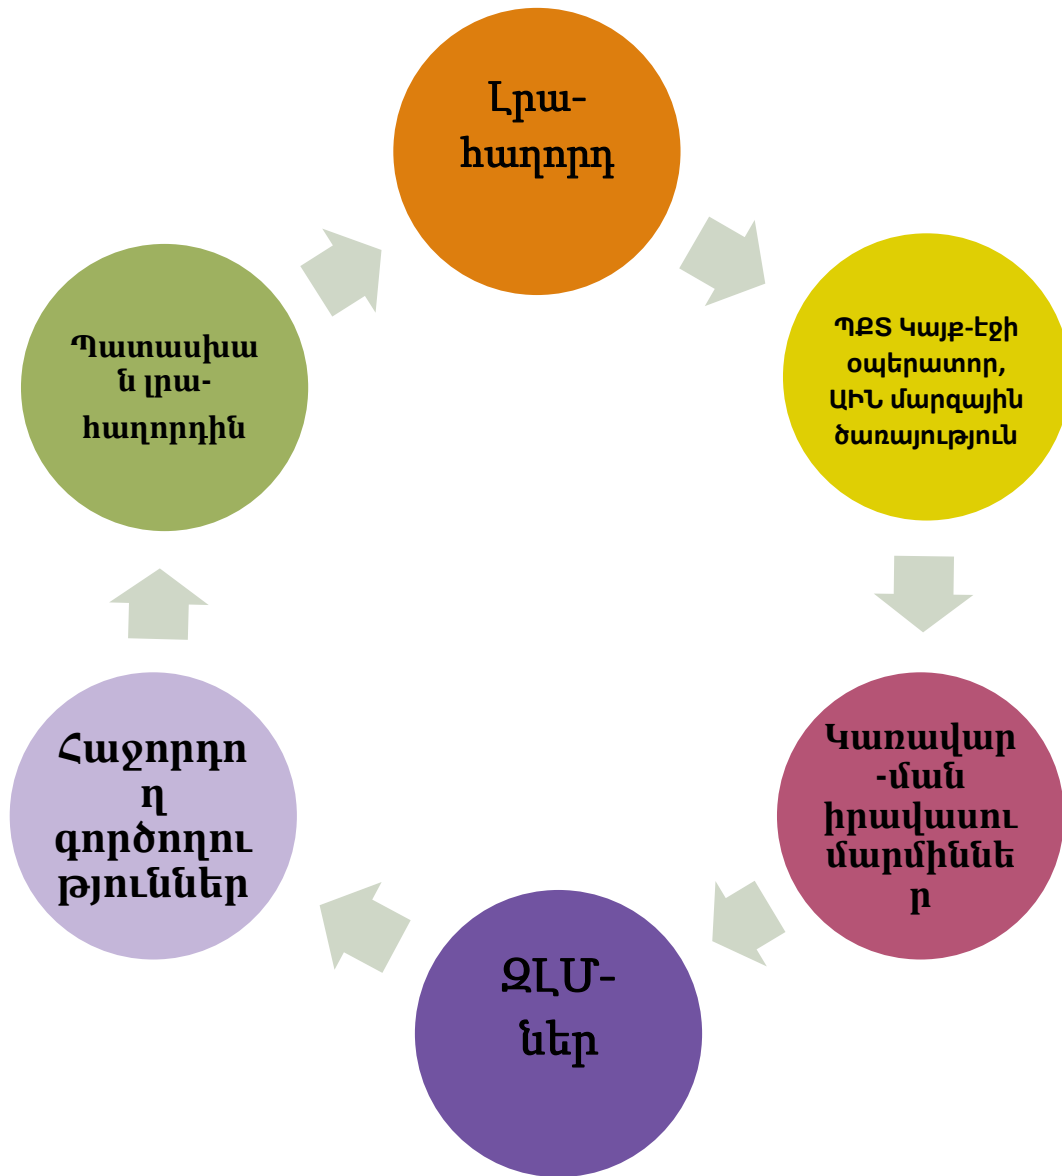 Լրա-
հաղորդ
ՊՔՏ Կայք-էջի
օպերատոր,
ԱԻՆ մարզային
ծառայություն
Կառավար
-ման
իրավասու
մարմիննե
ր
ԶԼՄ-
ներ
Հաջորդո
ղ
գործողու
թյուններ
Պատասխա
ն լրա-
հաղորդին